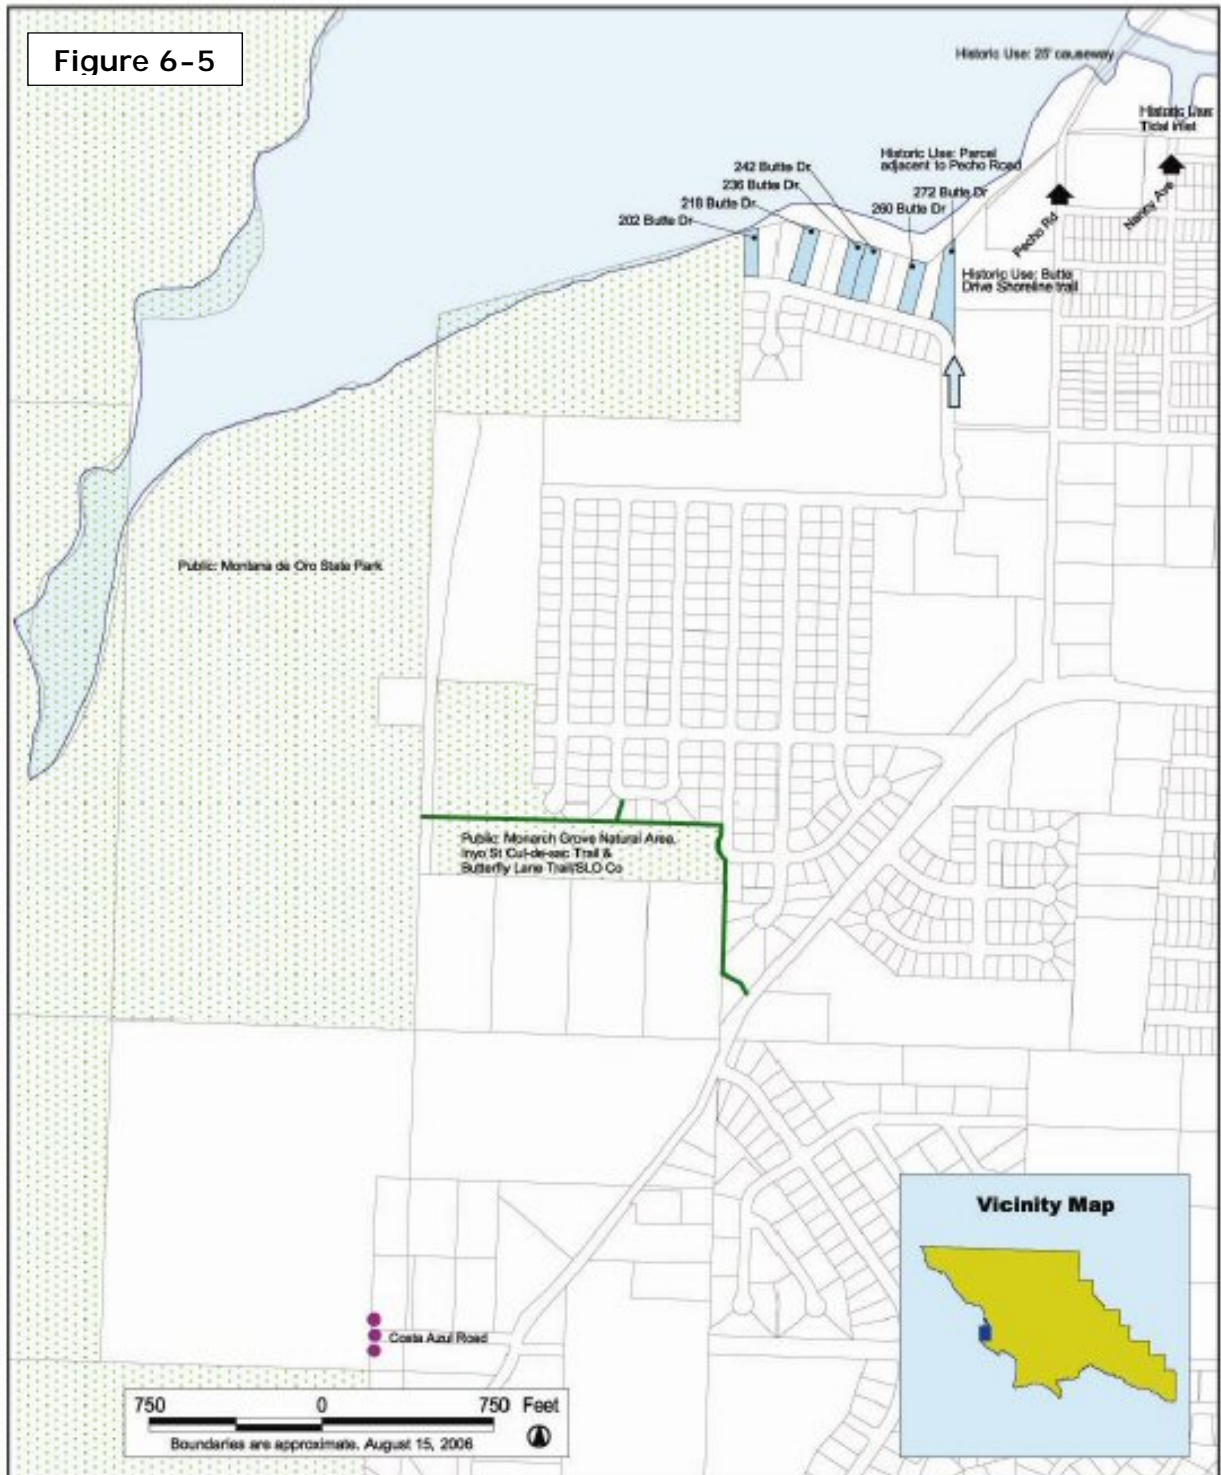 Figure 6-5
Historic Use: 25' causeway
Historic Use:
Tidal Inlet
Historic Use: Parcel
adjacent to Pecho Road
242 Butte Dr
236 Butte Dr
218 Butte Dr
202 Butte Dr
272 Butte Dr
260 Butte Dr
Pecho Rd
Nancy Ave
Historic Use: Butte
Drive Shoreline trail
Public: Montana de Oro State Park
Public: Monarch Grove Natural Area,
Inyo St Cul-de-sac Trail &
Butterfly Lane Trail/SLO Co
Vicinity Map
Costa Azul Road
750 0 750 Feet
Boundaries are approximate. August 15, 2006